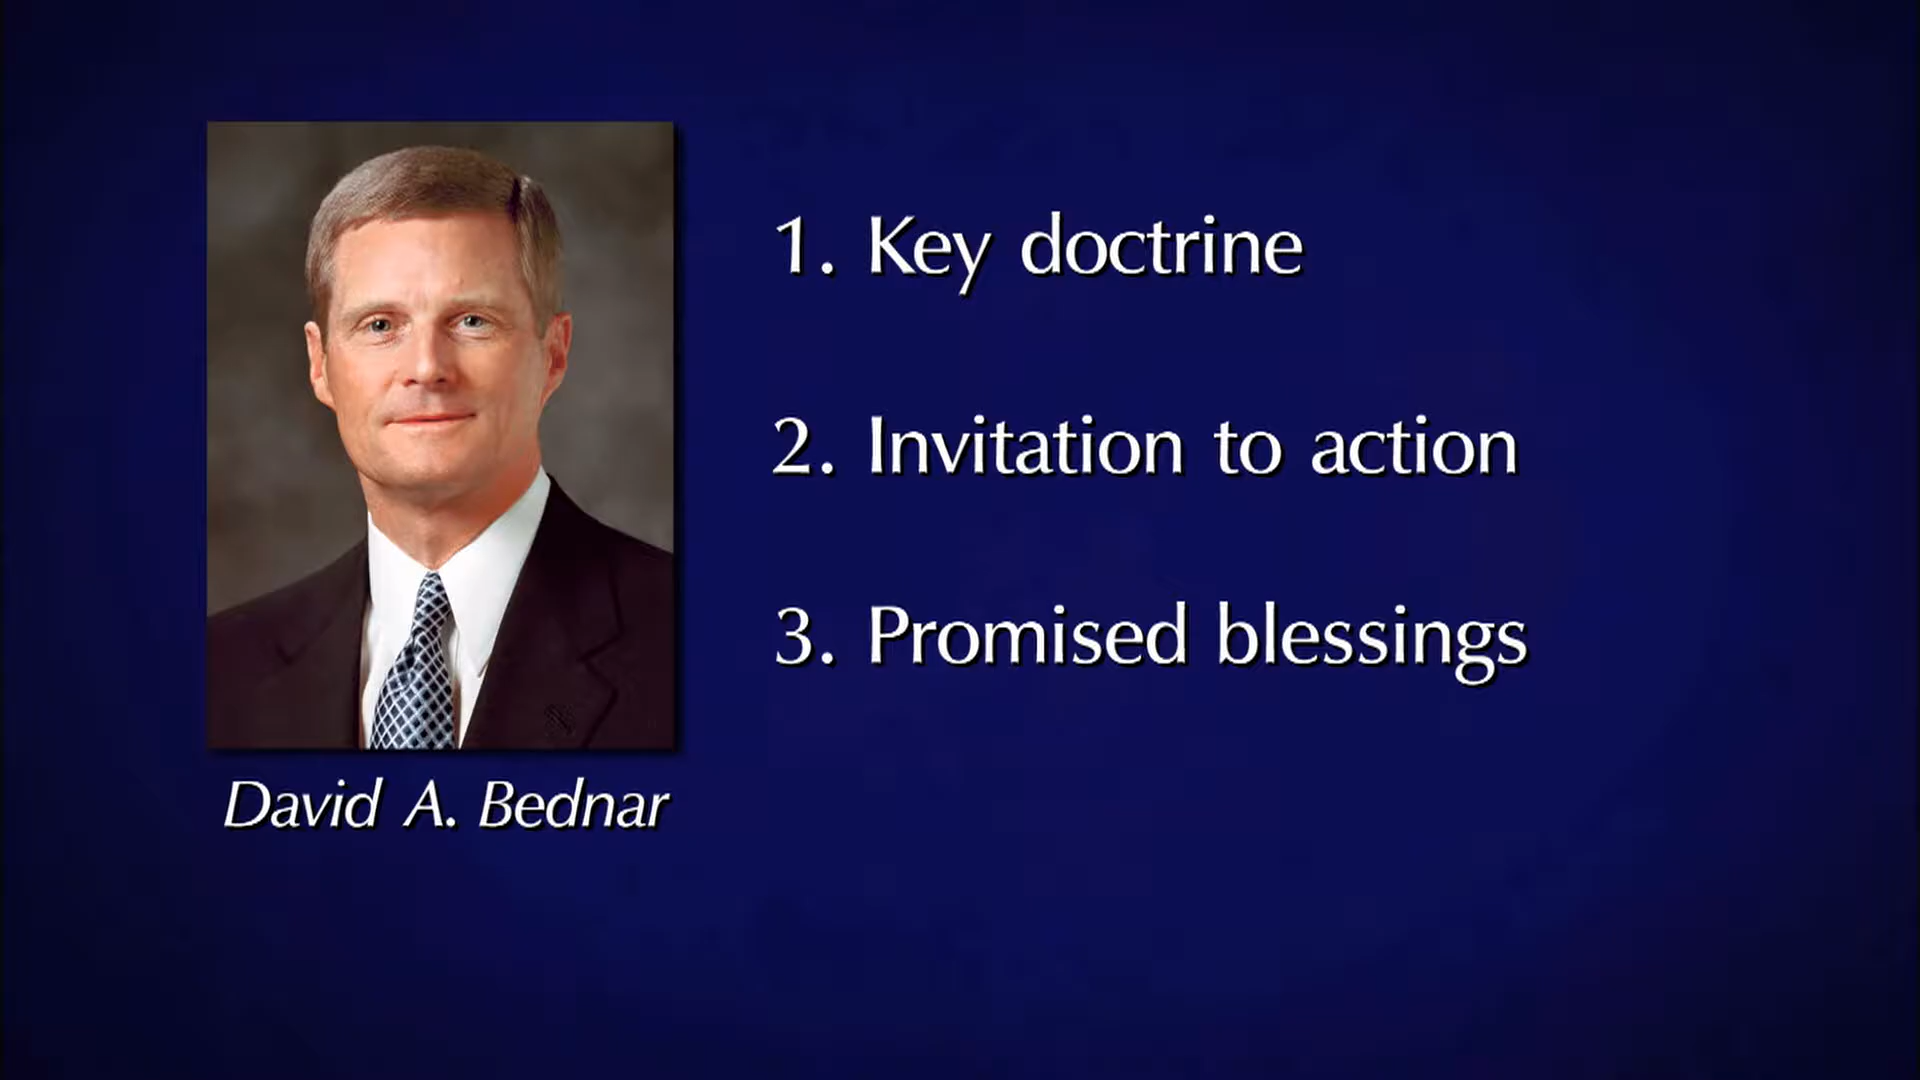 1. Key doctrine
2. Invitation to action
3. Promised blessings
David A. Bednar